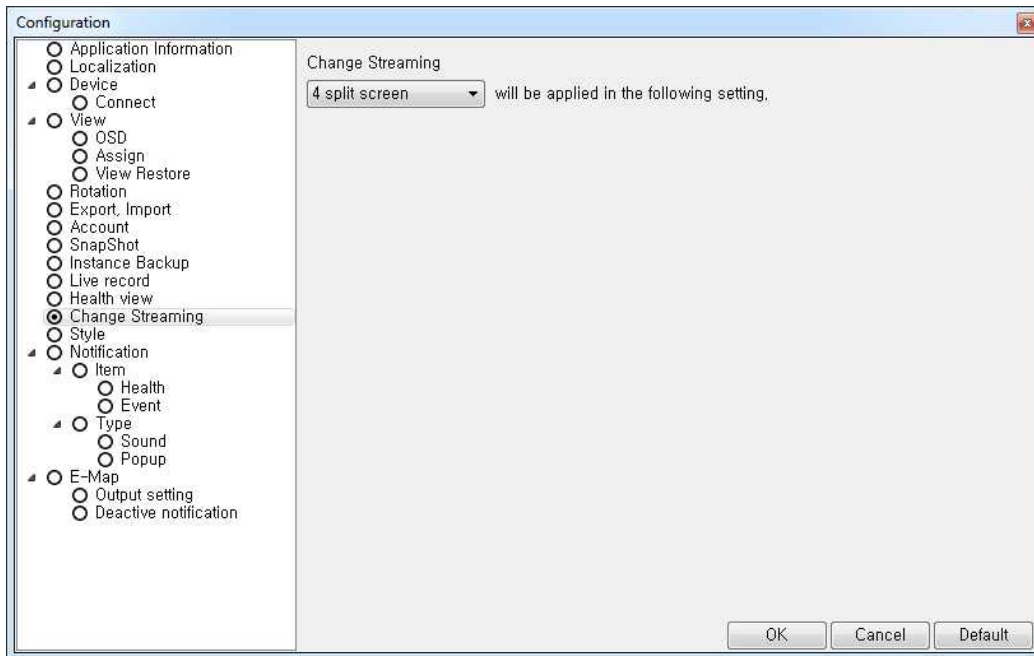 Configuration
Application Information
Localization
Device
Connect
View
OSD
Assign
View Restore
Rotation
Export, Import
Account
SnapShot
Instance Backup
Live record
Health view
Change Streaming
Style
Notification
Item
Health
Event
Type
Sound
Popup
E-Map
Output setting
Deactive notification
Change Streaming
4 split screen will be applied in the following setting,
OK Cancel Default